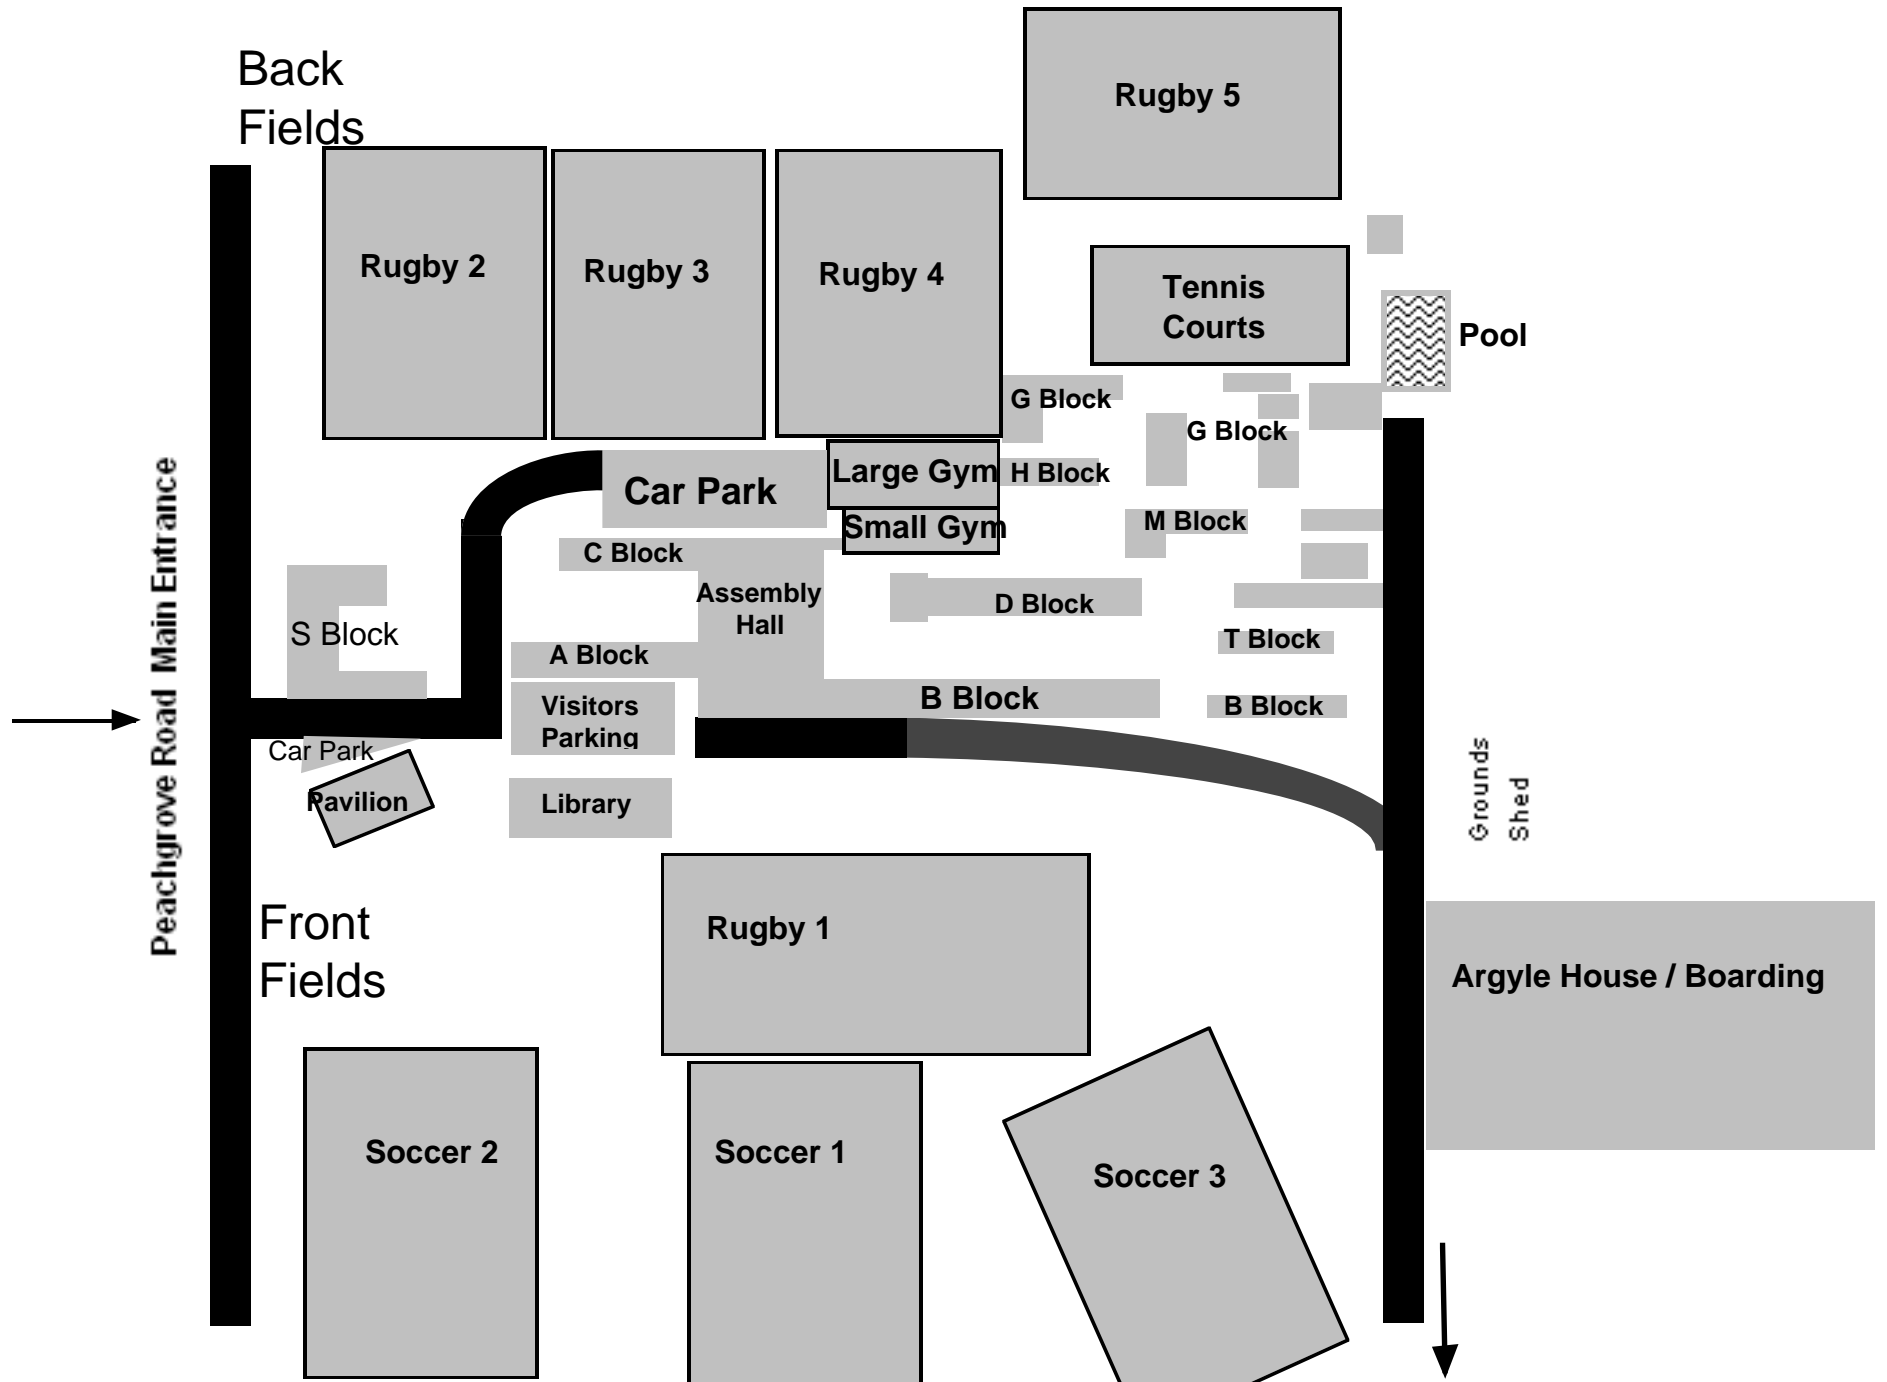 Back
Fields
Rugby 5
Rugby 2
Rugby 3
Rugby 4
Tennis
Courts
Pool
G Block
G Block
Large Gym
H Block
Car Park
Small Gym
M Block
C Block
Assembly
Hall
D Block
S Block
A Block
T Block
Visitors
Parking
B Block
B Block
Car Park
Pavilion
Library
Peachgrove Road Main Entrance
Grounds
Shed
Front
Fields
Rugby 1
Argyle House / Boarding
Soccer 2
Soccer 1
Soccer 3